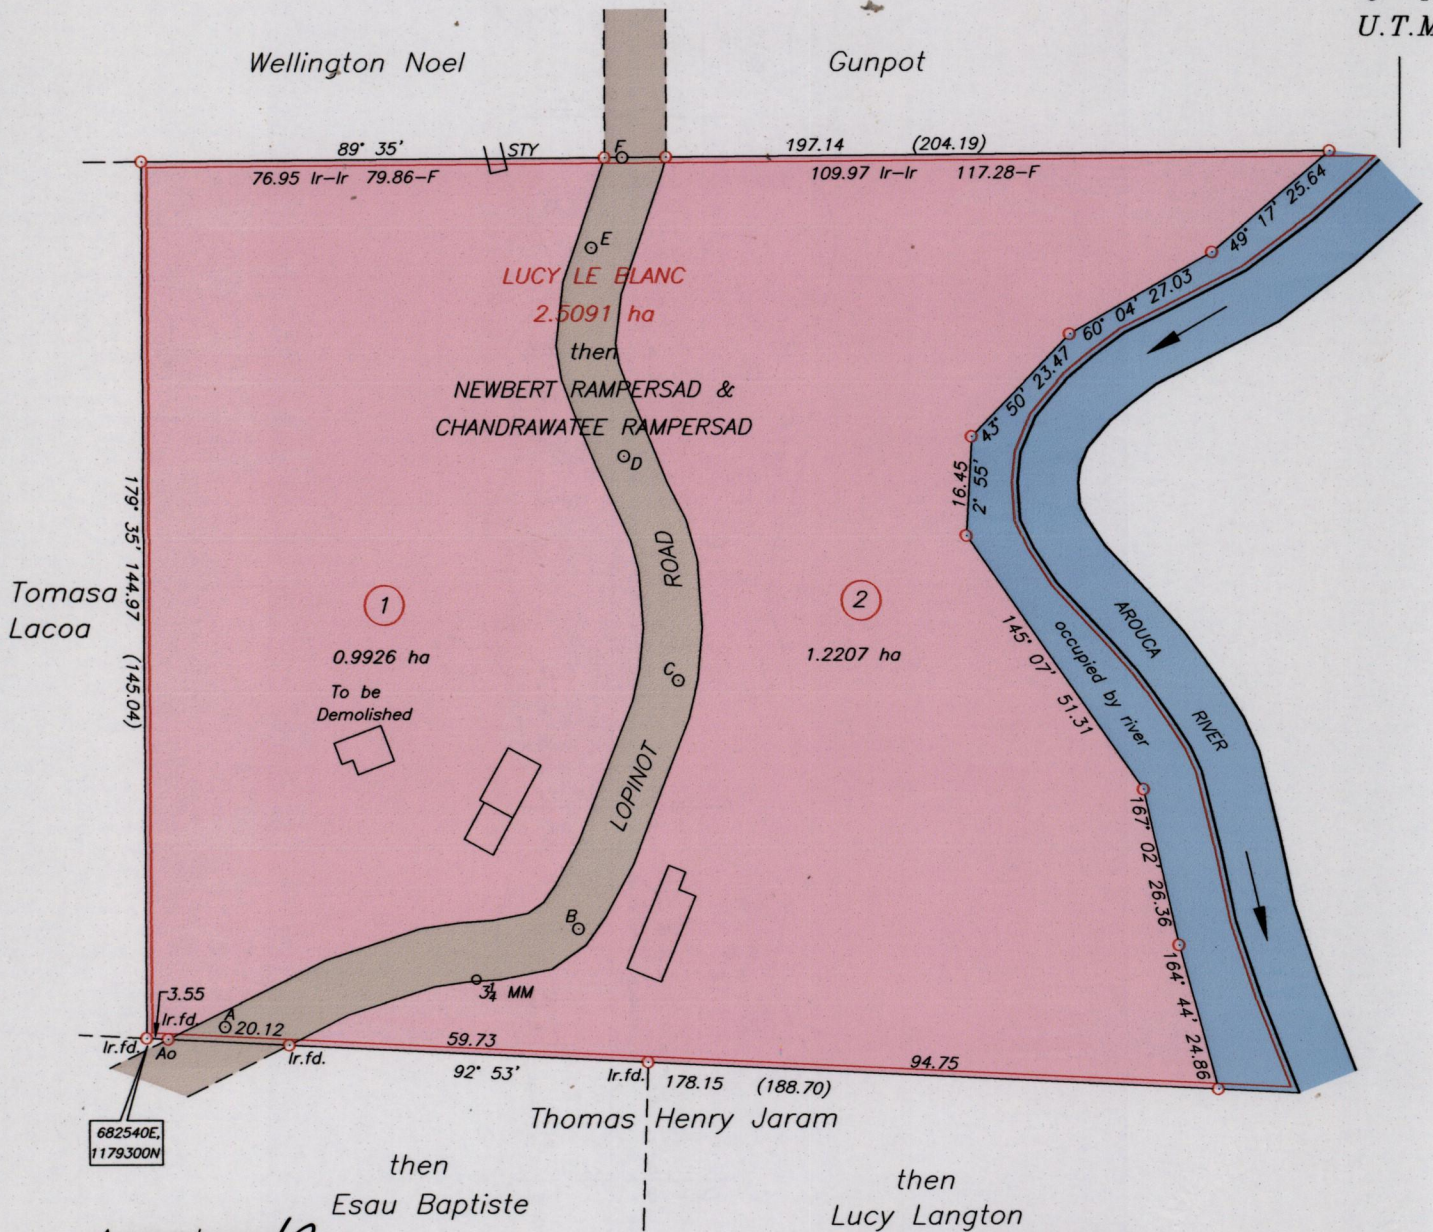 U.T.M
Wellington Noel
Gunpot
89° 35'
STY
F
197.14 (204.19)
76.95 Ir-Ir 79.86-F
109.97 Ir-Ir 117.28-F
49° 17' 25.64
E
LUCY LE BLANC
2.5091 ha
60° 04' 27.03
then
NEWBERT RAMPERSAD &
CHANDRAWATEE RAMPERSAD
43° 50' 23.47
D
16.45
2° 55'
179° 35' 144.97 (145.04)
Tomasa
Lacoa
1
0.9926 ha
To be
Demolished
LOPINOT ROAD
2
1.2207 ha
C
145° 07' 51.31
occupied by river
AROUCA RIVER
167° 02' 26.36
B
3¼ MM
164° 44' 24.86
3.55
Ir.fd.
A
20.12
Ir.fd.
Ao
Ir.fd.
59.73
92° 53'
Ir.fd.
178.15 (188.70)
94.75
682540E,
1179300N
Thomas Henry Jaram
then
Esau Baptiste
then
Lucy Langton